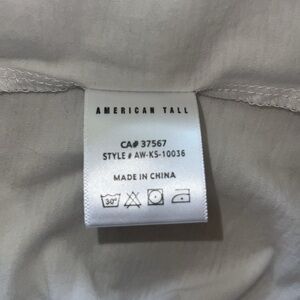 AMERICAN TALL
CA# 37567
STYLE # AW-KS-10036
MADE IN CHINA
30°